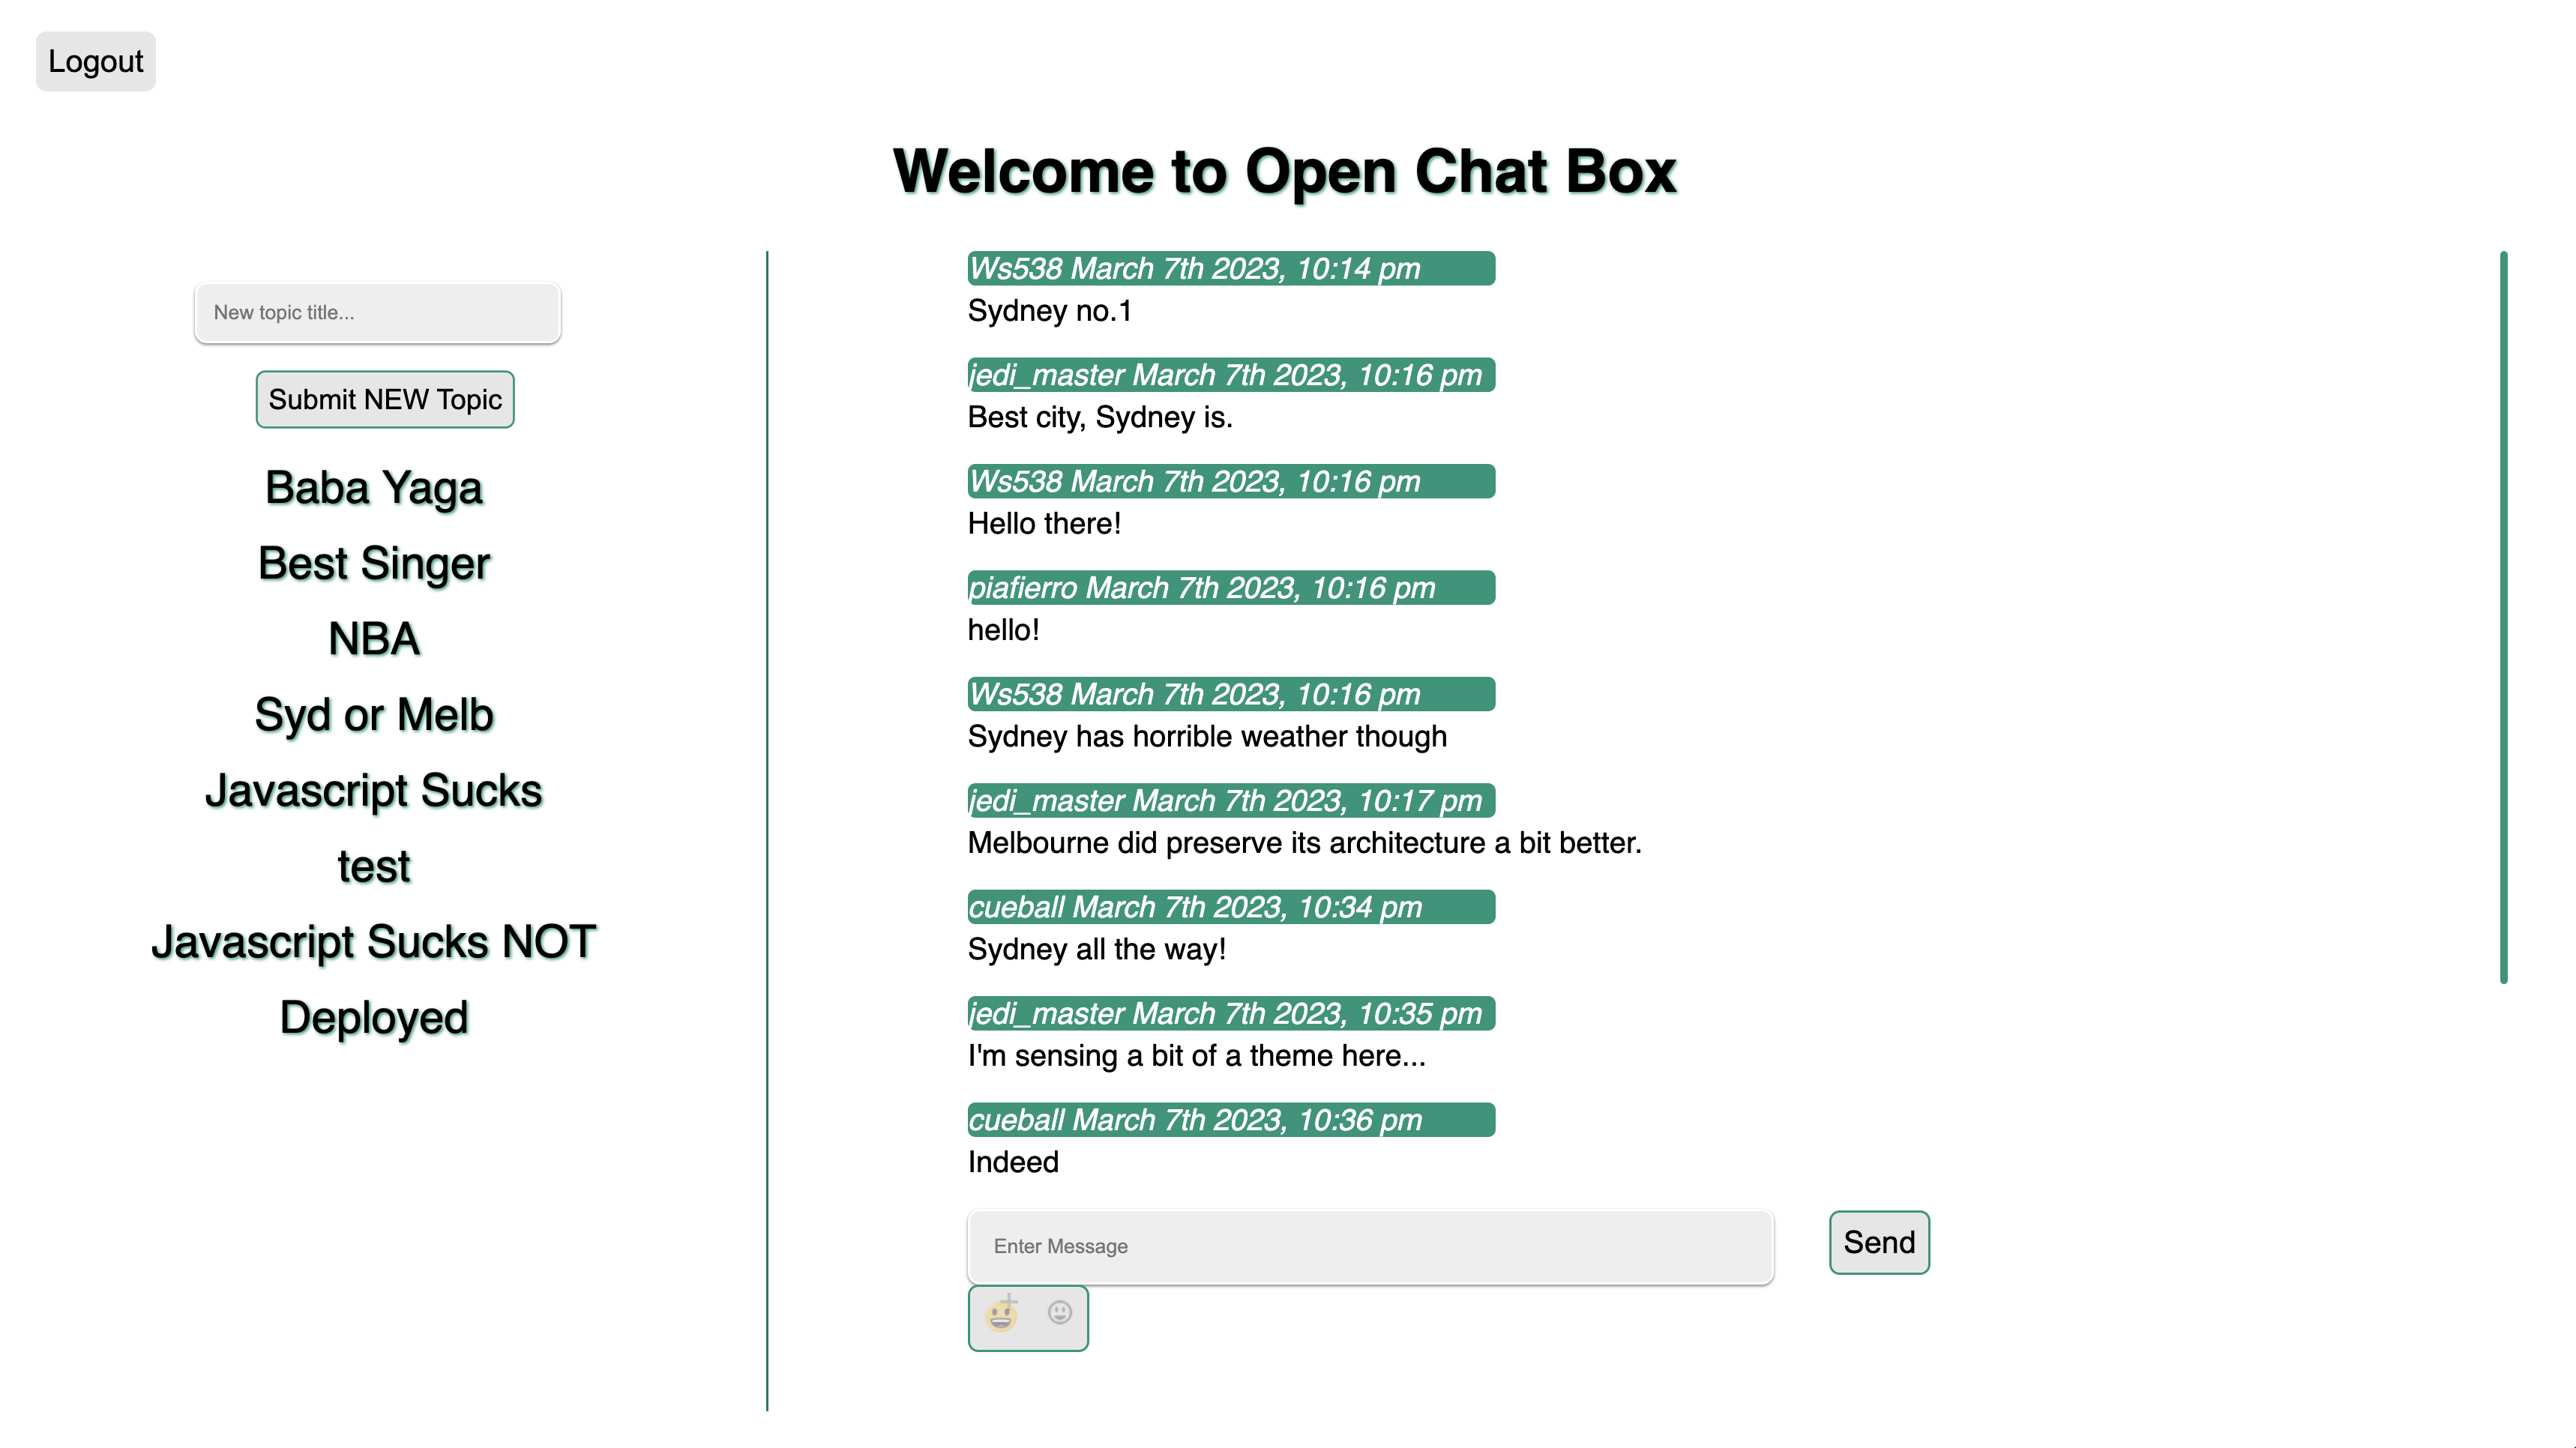 Logout
Welcome to Open Chat Box
New topic title...
Submit NEW Topic
Baba Yaga
Best Singer
NBA
Syd or Melb
Javascript Sucks
test
Javascript Sucks NOT
Deployed
Ws538 March 7th 2023, 10:14 pm
Sydney no.1
jedi_master March 7th 2023, 10:16 pm
Best city, Sydney is.
Ws538 March 7th 2023, 10:16 pm
Hello there!
piafierro March 7th 2023, 10:16 pm
hello!
Ws538 March 7th 2023, 10:16 pm
Sydney has horrible weather though
jedi_master March 7th 2023, 10:17 pm
Melbourne did preserve its architecture a bit better.
cueball March 7th 2023, 10:34 pm
Sydney all the way!
jedi_master March 7th 2023, 10:35 pm
I'm sensing a bit of a theme here...
cueball March 7th 2023, 10:36 pm
Indeed
Enter Message
Send